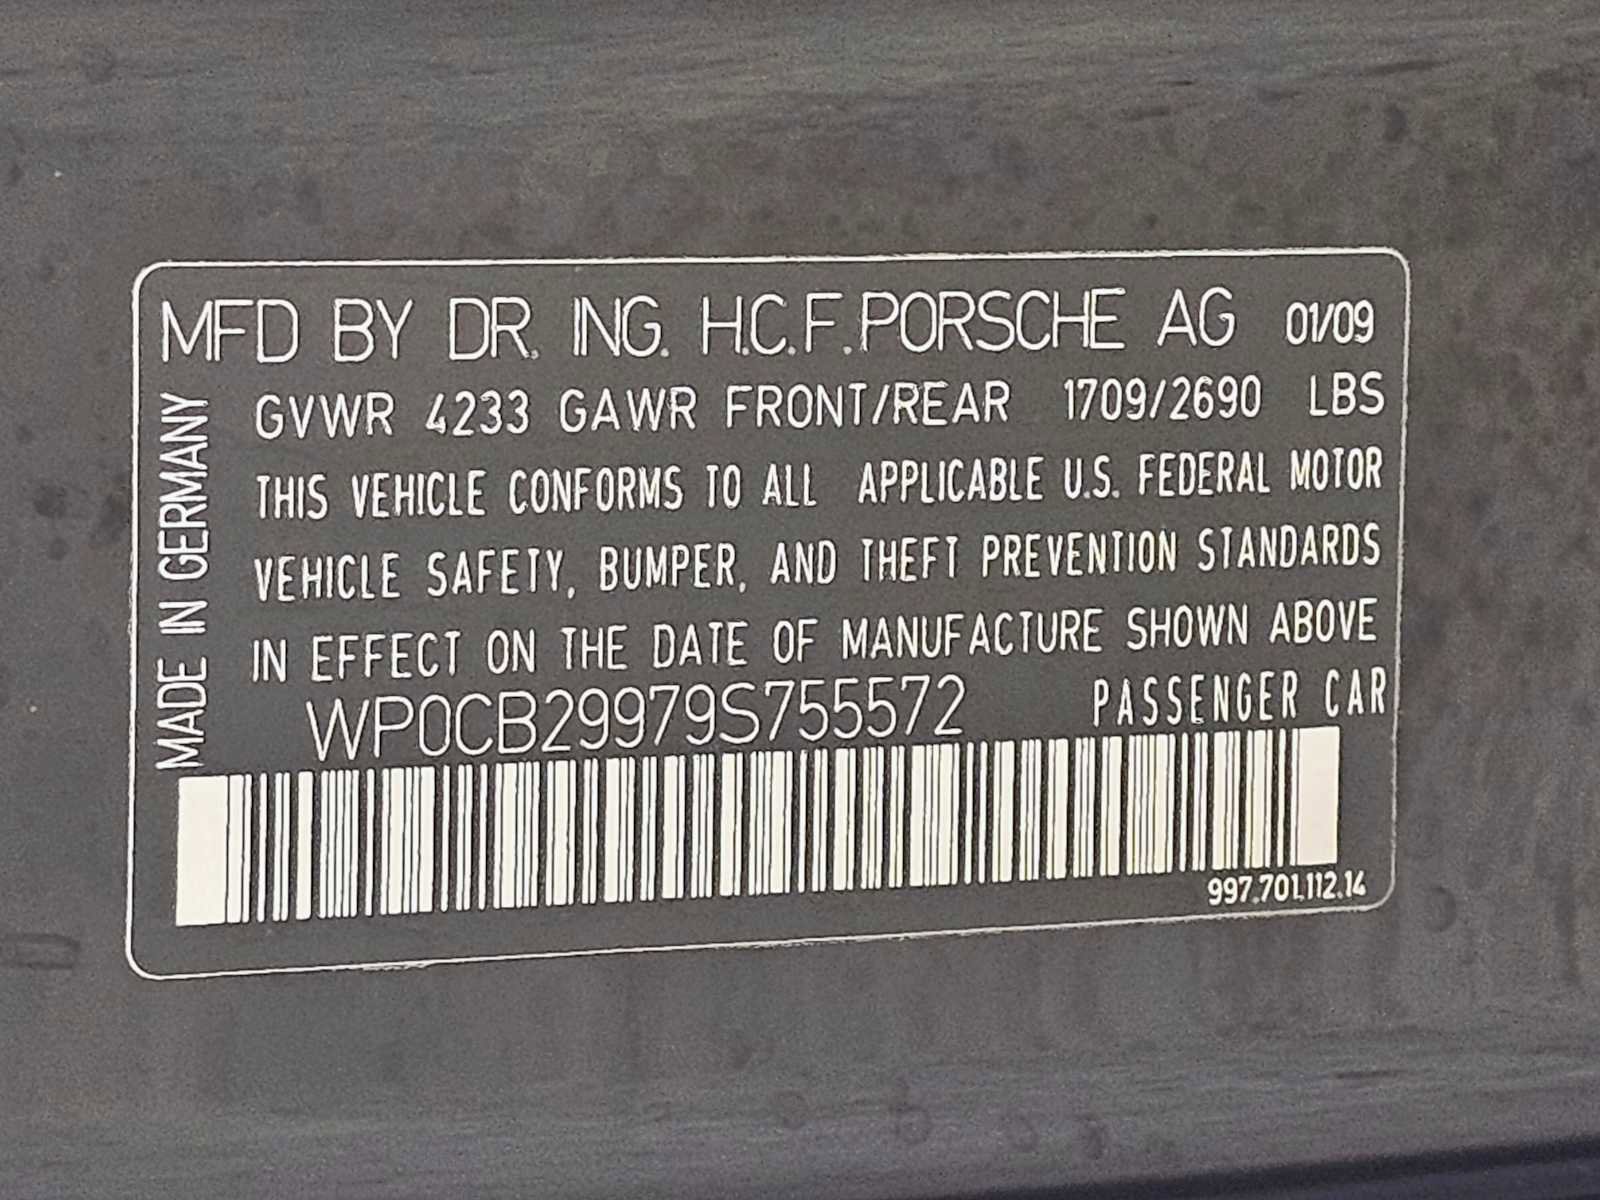 MFD BY DR. ING. H.C.F.PORSCHE AG 01/09
GVWR 4233 GAWR FRONT/REAR 1709/2690 LBS
THIS VEHICLE CONFORMS TO ALL APPLICABLE U.S. FEDERAL MOTOR
VEHICLE SAFETY, BUMPER, AND THEFT PREVENTION STANDARDS
IN EFFECT ON THE DATE OF MANUFACTURE SHOWN ABOVE
WP0CB29979S755572 PASSENGER CAR
997.701.112.14
MADE IN GERMANY